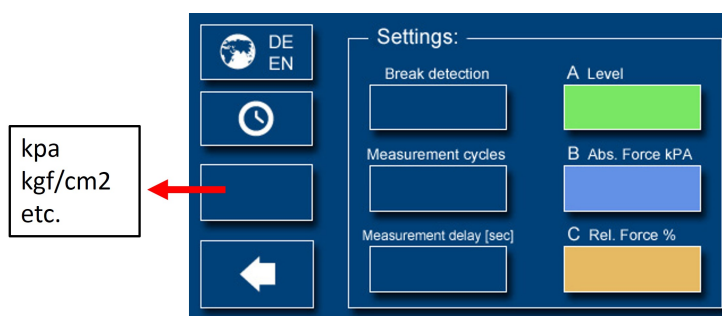 kpa
kgf/cm2
etc.
DE
EN
Settings:
Break detection
A Level
Measurement cycles
B Abs. Force kPA
Measurement delay [sec]
C Rel. Force %